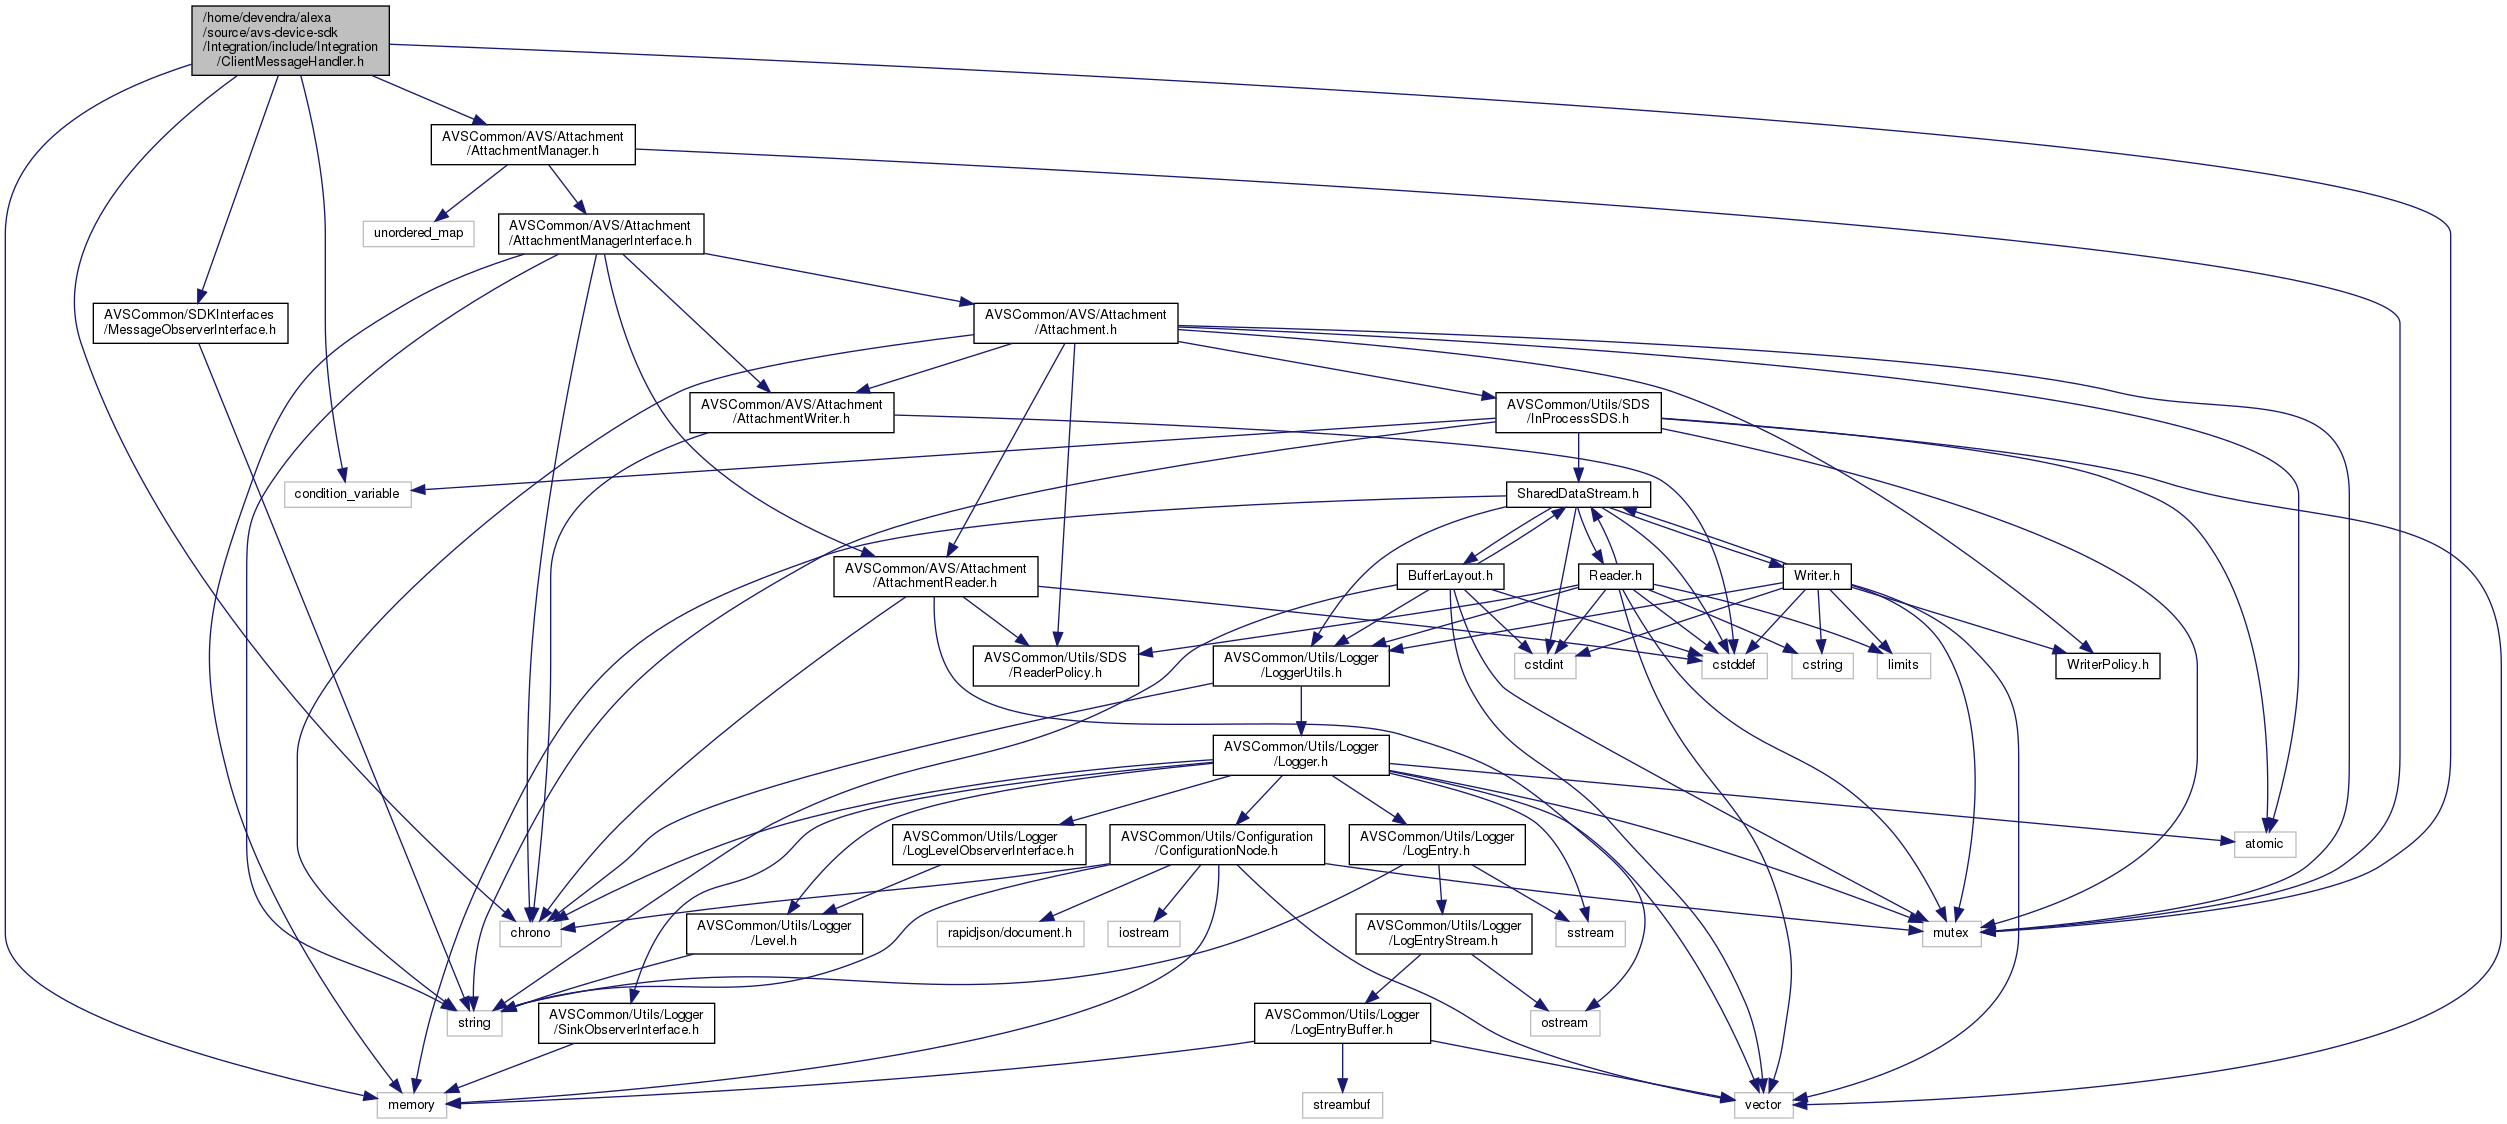 /home/devendra/alexa
/source/avs-device-sdk
/Integration/include/Integration
/ClientMessageHandler.h
AVSCommon/AVS/Attachment
/AttachmentManager.h
unordered_map
AVSCommon/AVS/Attachment
/AttachmentManagerInterface.h
AVSCommon/SDKInterfaces
/MessageObserverInterface.h
AVSCommon/AVS/Attachment
/Attachment.h
AVSCommon/AVS/Attachment
/AttachmentWriter.h
AVSCommon/Utils/SDS
/InProcessSDS.h
condition_variable
SharedDataStream.h
AVSCommon/AVS/Attachment
/AttachmentReader.h
BufferLayout.h
Reader.h
Writer.h
AVSCommon/Utils/SDS
/ReaderPolicy.h
AVSCommon/Utils/Logger
/LoggerUtils.h
cstdint
cstddef
cstring
limits
WriterPolicy.h
AVSCommon/Utils/Logger
/Logger.h
AVSCommon/Utils/Logger
/LogLevelObserverInterface.h
AVSCommon/Utils/Configuration
/ConfigurationNode.h
AVSCommon/Utils/Logger
/LogEntry.h
atomic
chrono
AVSCommon/Utils/Logger
/Level.h
rapidjson/document.h
iostream
AVSCommon/Utils/Logger
/LogEntryStream.h
sstream
mutex
string
AVSCommon/Utils/Logger
/SinkObserverInterface.h
AVSCommon/Utils/Logger
/LogEntryBuffer.h
ostream
memory
streambuf
vector